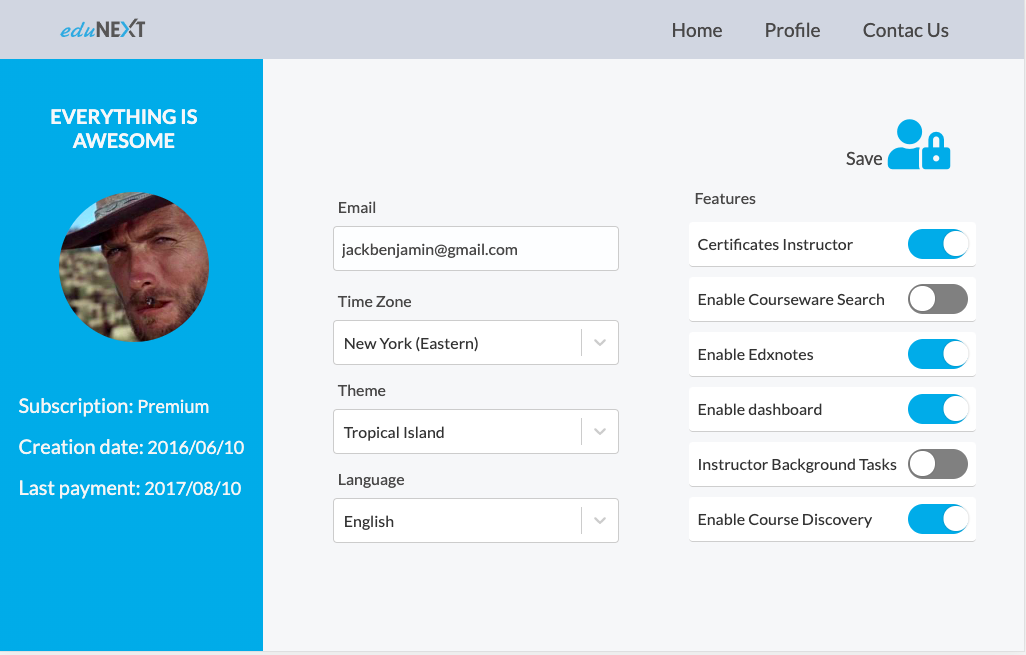 eduNEXT
Home
Profile
Contac Us
EVERYTHING IS
AWESOME
Subscription: Premium
Creation date: 2016/06/10
Last payment: 2017/08/10
Save
Email
jackbenjamin@gmail.com
Time Zone
New York (Eastern)
Theme
Tropical Island
Language
English
Features
Certificates Instructor
Enable Courseware Search
Enable Edxnotes
Enable dashboard
Instructor Background Tasks
Enable Course Discovery